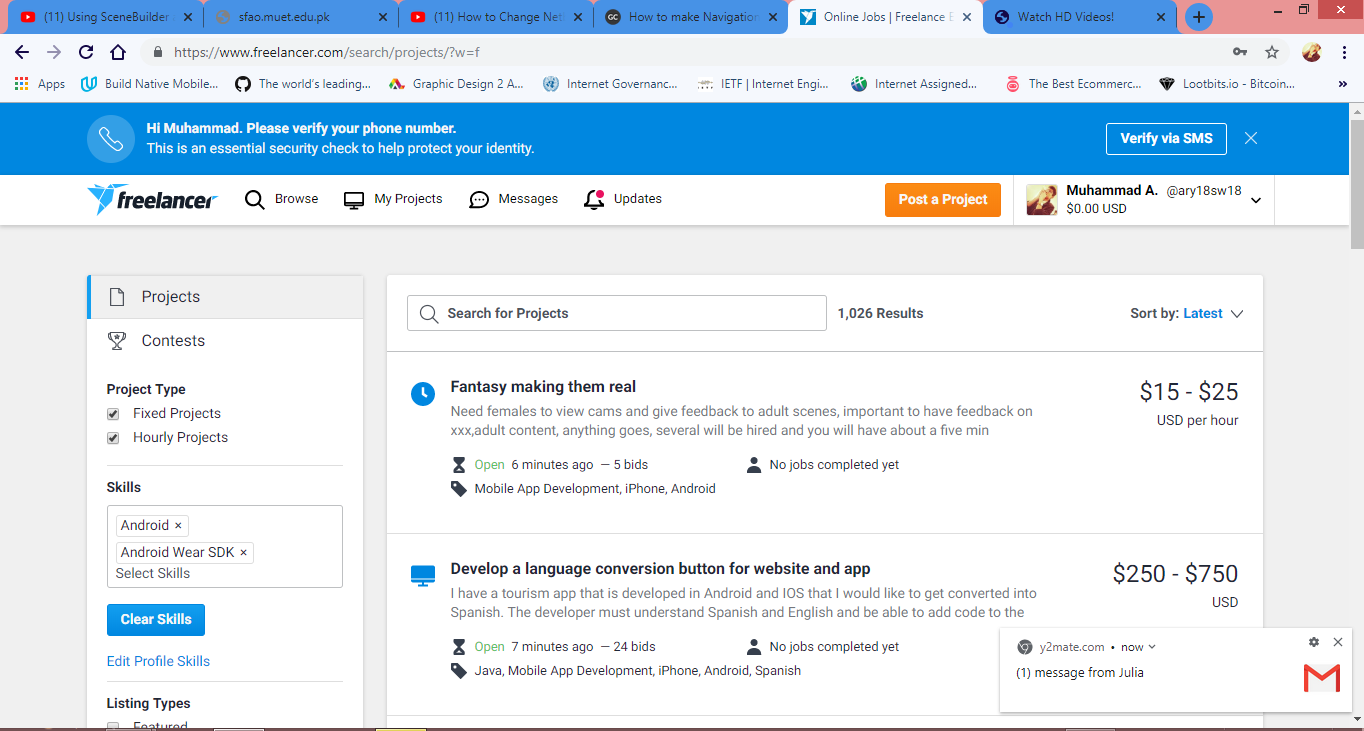 (11) Using SceneBuilder
sfao.muet.edu.pk
(11) How to Change Net
How to make Navigation
Online Jobs | Freelance E
Watch HD Videos!
https://www.freelancer.com/search/projects/?w=f
Apps
Build Native Mobile...
The world's leading...
Graphic Design 2 A...
Internet Governanc...
IETF | Internet Engi...
Internet Assigned...
The Best Ecommerc...
Lootbits.io - Bitcoin...
Hi Muhammad. Please verify your phone number.
This is an essential security check to help protect your identity.
Verify via SMS
freelancer
Browse
My Projects
Messages
Updates
Post a Project
Muhammad A. @ary18sw18
$0.00 USD
Projects
Contests
Project Type
Fixed Projects
Hourly Projects
Skills
Android ×
Android Wear SDK ×
Select Skills
Clear Skills
Edit Profile Skills
Listing Types
Featured
Search for Projects
1,026 Results
Sort by: Latest
Fantasy making them real
$15 - $25
Need females to view cams and give feedback to adult scenes, important to have feedback on
USD per hour
xxx,adult content, anything goes, several will be hired and you will have about a five min
Open 6 minutes ago — 5 bids
No jobs completed yet
Mobile App Development, iPhone, Android
Develop a language conversion button for website and app
$250 - $750
I have a tourism app that is developed in Android and IOS that I would like to get converted into
USD
Spanish. The developer must understand Spanish and English and be able to add code to the
Open 7 minutes ago — 24 bids
No jobs completed yet
Java, Mobile App Development, iPhone, Android, Spanish
y2mate.com • now
(1) message from Julia